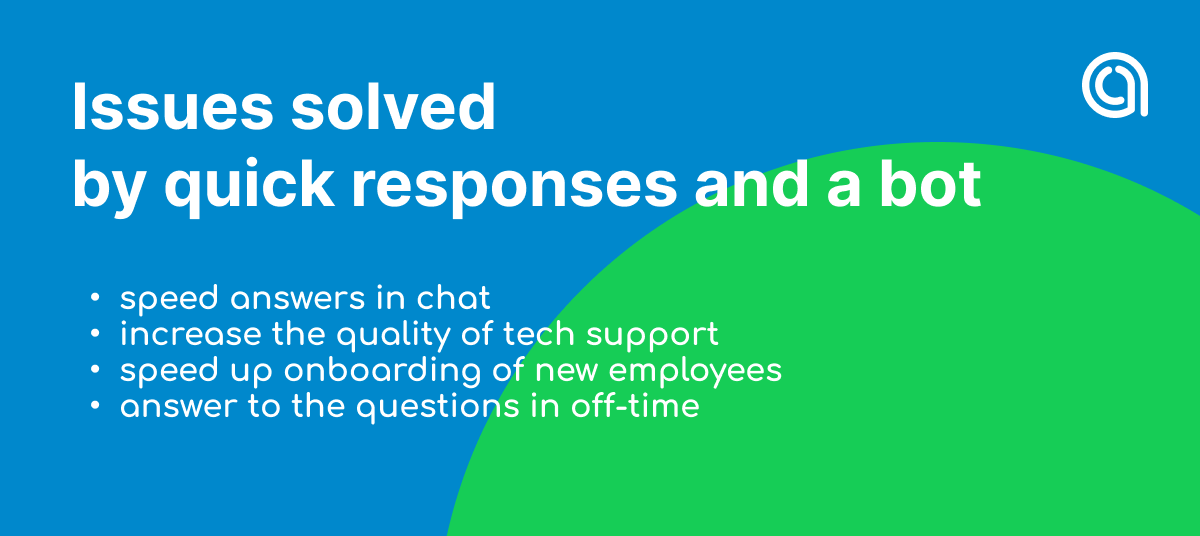 Issues solved
by quick responses and a bot
• speed answers in chat
• increase the quality of tech support
• speed up onboarding of new employees
• answer to the questions in off-time